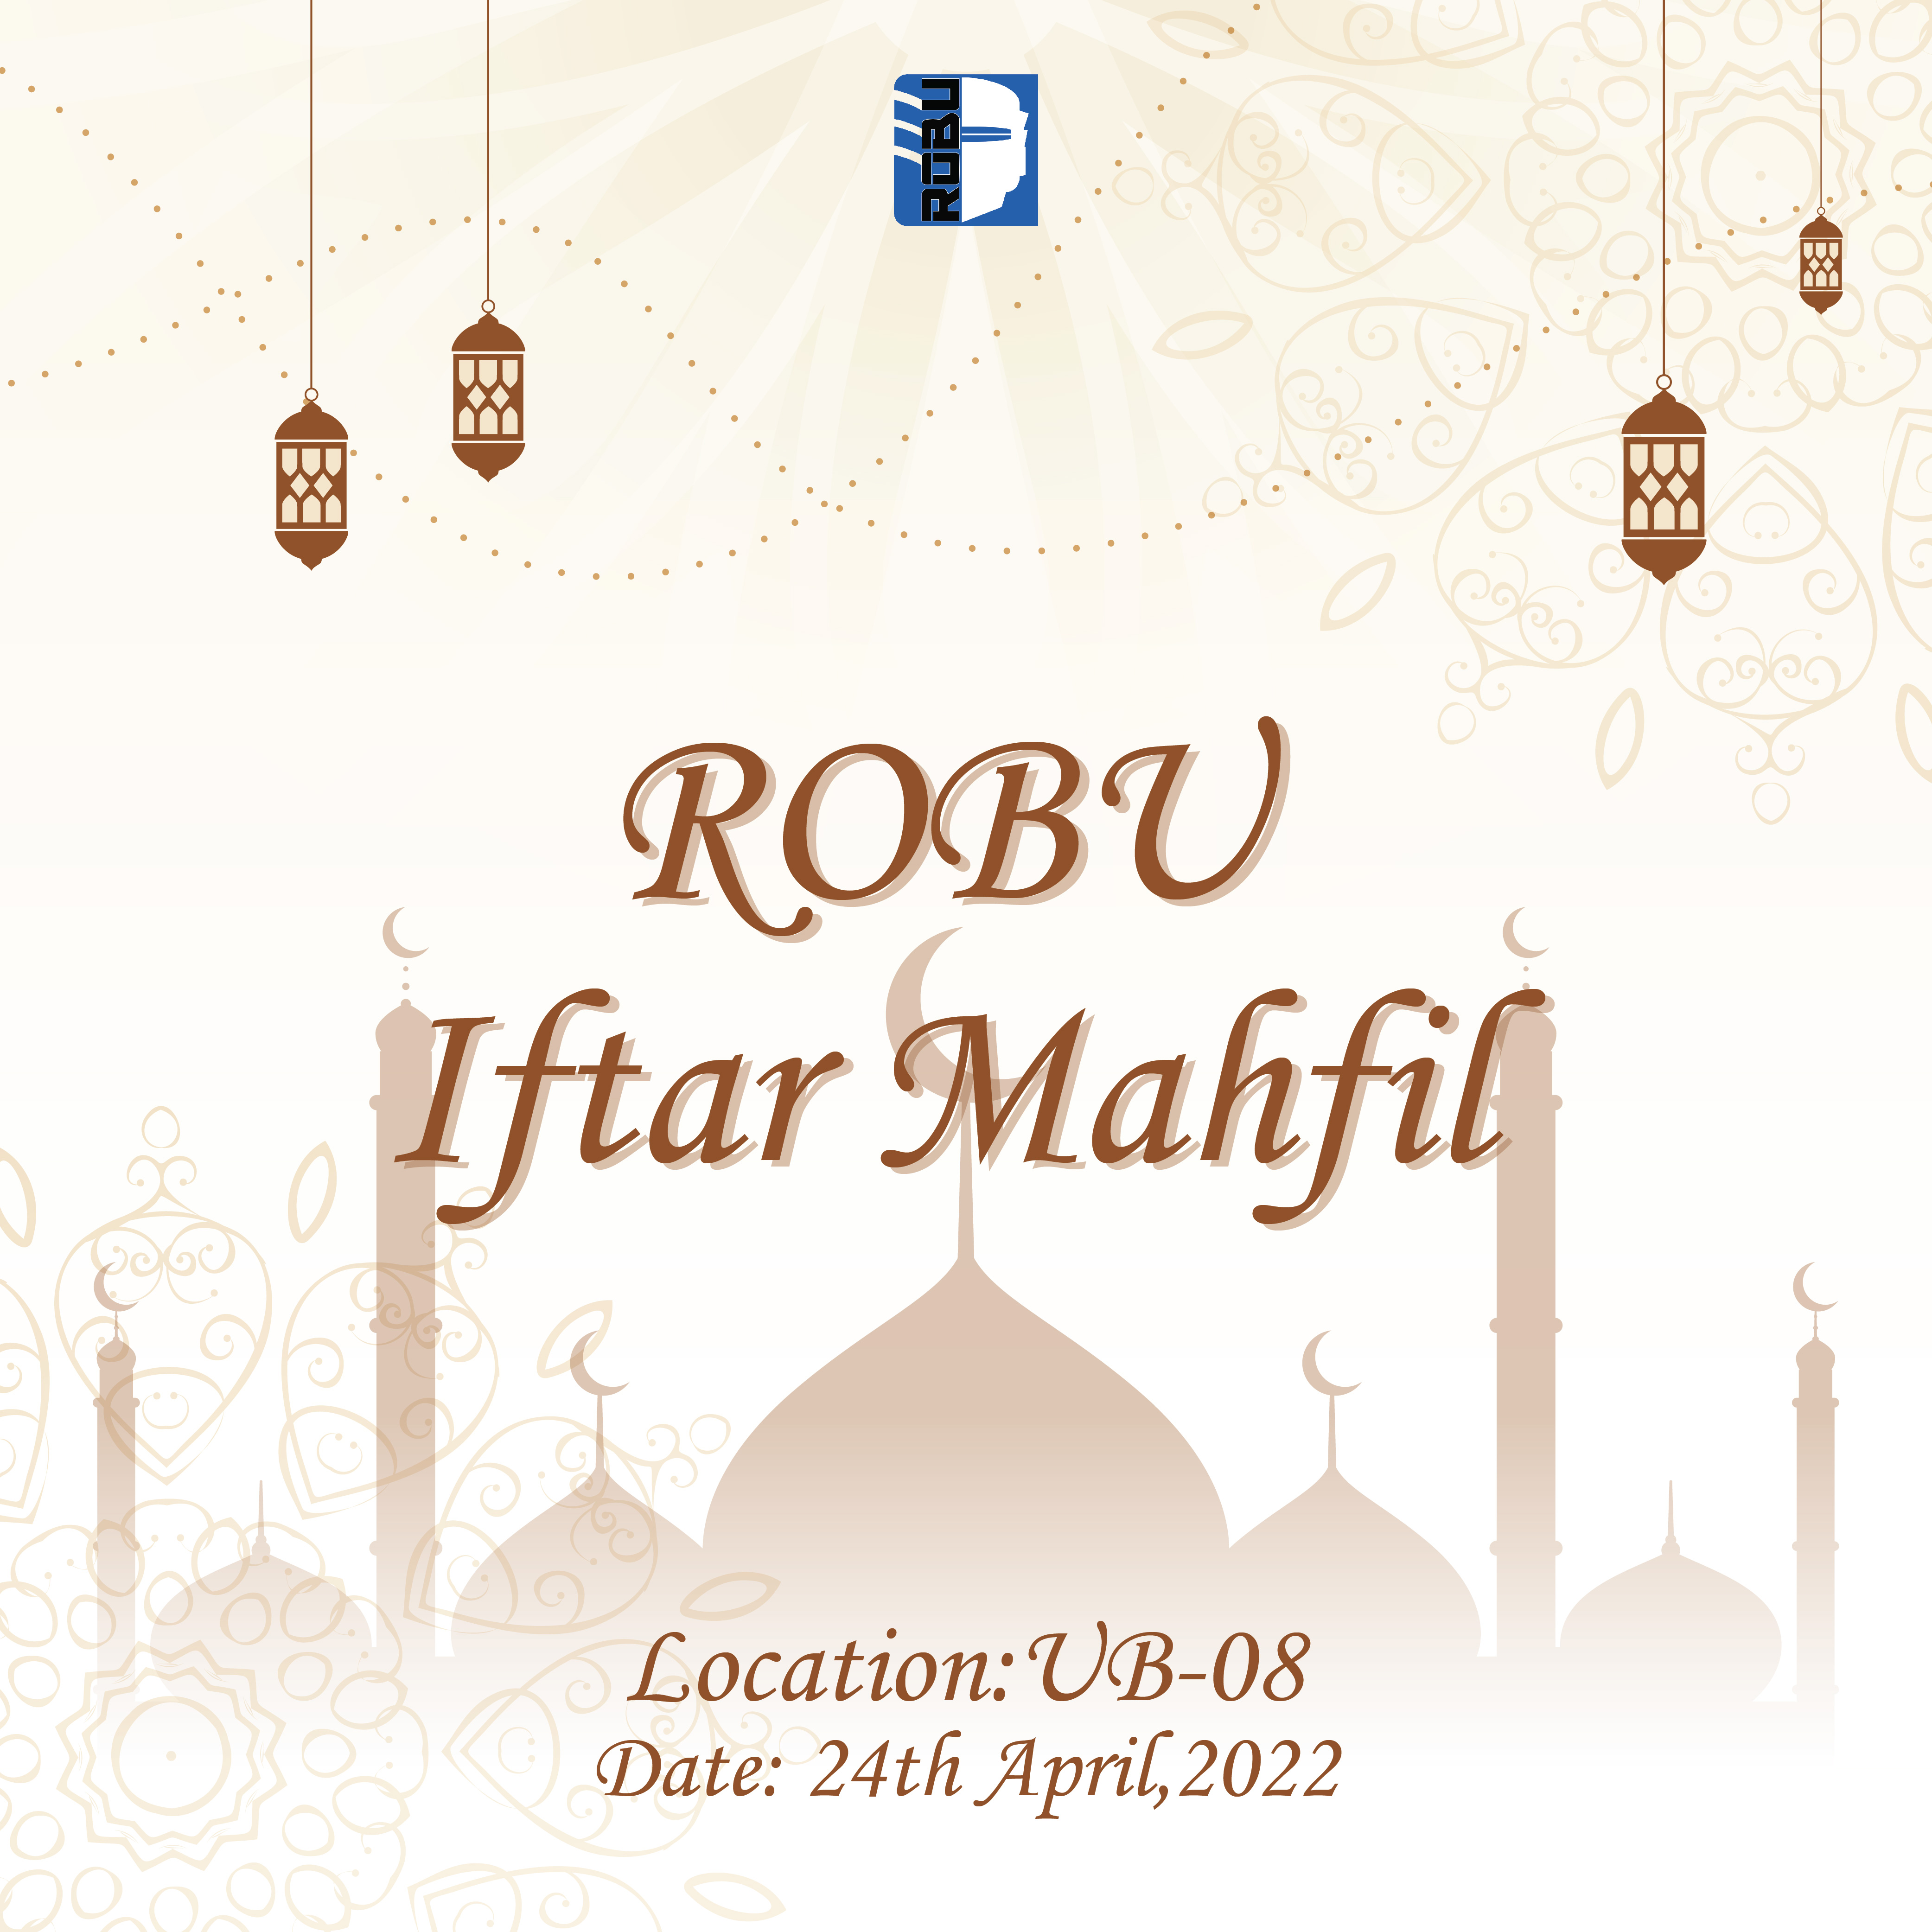 ROBU
ROBU
Iftar Mahfil
Location:UB-08
Date: 24th April,2022